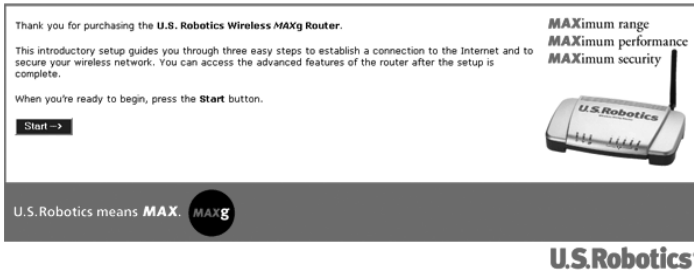 Thank you for purchasing the U.S. Robotics Wireless MAXg Router.
This introductory setup guides you through three easy steps to establish a connection to the Internet and to
secure your wireless network. You can access the advanced features of the router after the setup is
complete.
When you're ready to begin, press the Start button.
Start -->
MAXimum range
MAXimum performance
MAXimum security
U.S.Robotics
U.S.Robotics means MAX.
MAXg
U.S.Robotics